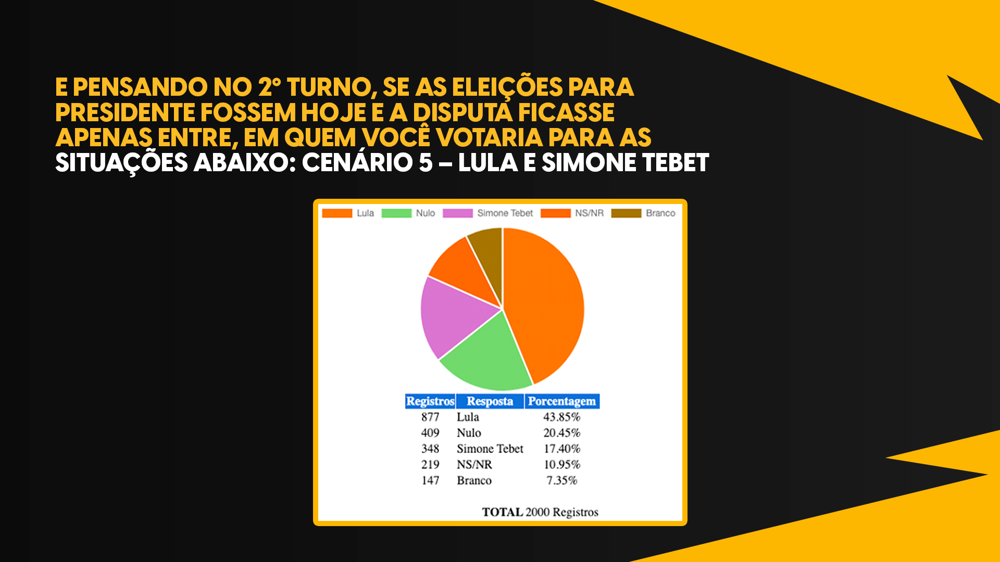 E PENSANDO NO 2º TURNO, SE AS ELEIÇÕES PARA
PRESIDENTE FOSSEM HOJE E A DISPUTA FICASSE
APENAS ENTRE, EM QUEM VOCÊ VOTARIA PARA AS
SITUAÇÕES ABAIXO: CENÁRIO 5 – LULA E SIMONE TEBET
Lula Nulo Simone Tebet NS/NR Branco
Registros Resposta Porcentagem
877 Lula 43.85%
409 Nulo 20.45%
348 Simone Tebet 17.40%
219 NS/NR 10.95%
147 Branco 7.35%
TOTAL 2000 Registros